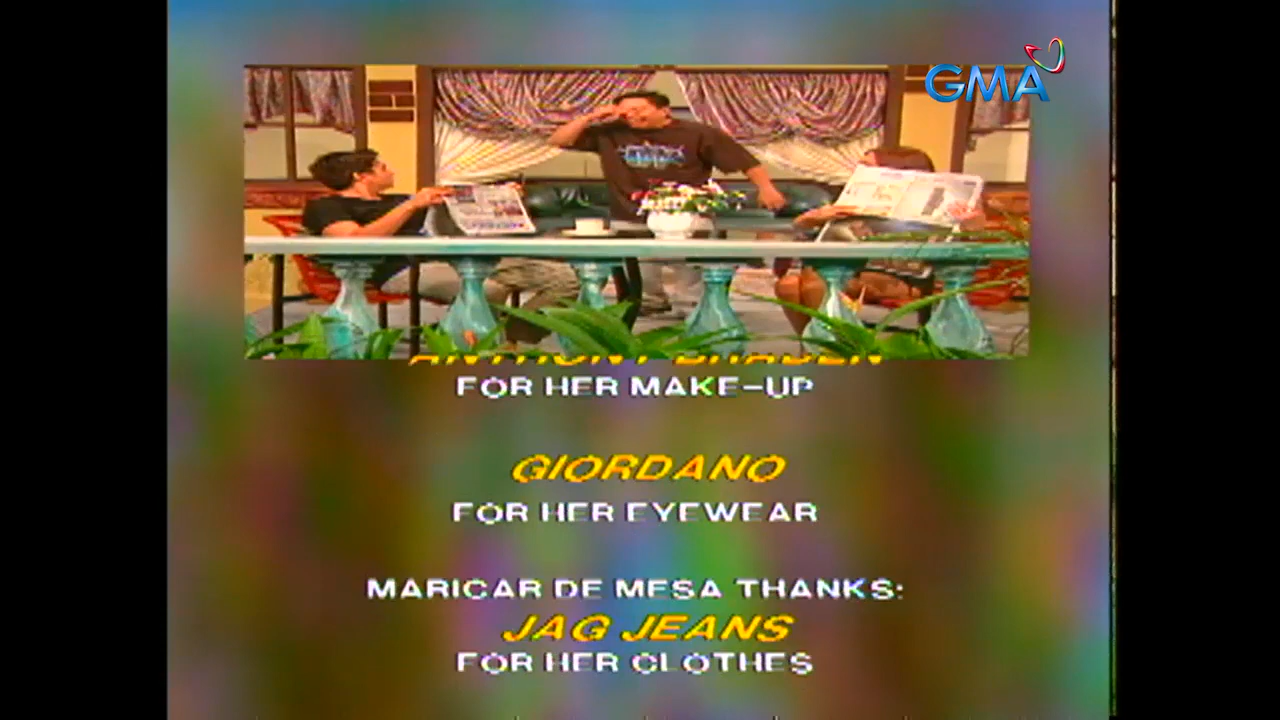 GMA
FOR HER MAKE-UP
GIORDANO
FOR HER EYEWEAR
MARICAR DE MESA THANKS:
JAG JEANS
FOR HER CLOTHES